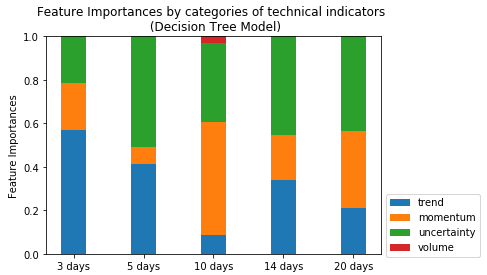 Feature Importances by categories of technical indicators
(Decision Tree Model)
1.0
0.8
0.6
0.4
0.2
0.0
Feature Importances
3 days
5 days
10 days
14 days
20 days
trend
momentum
uncertainty
volume